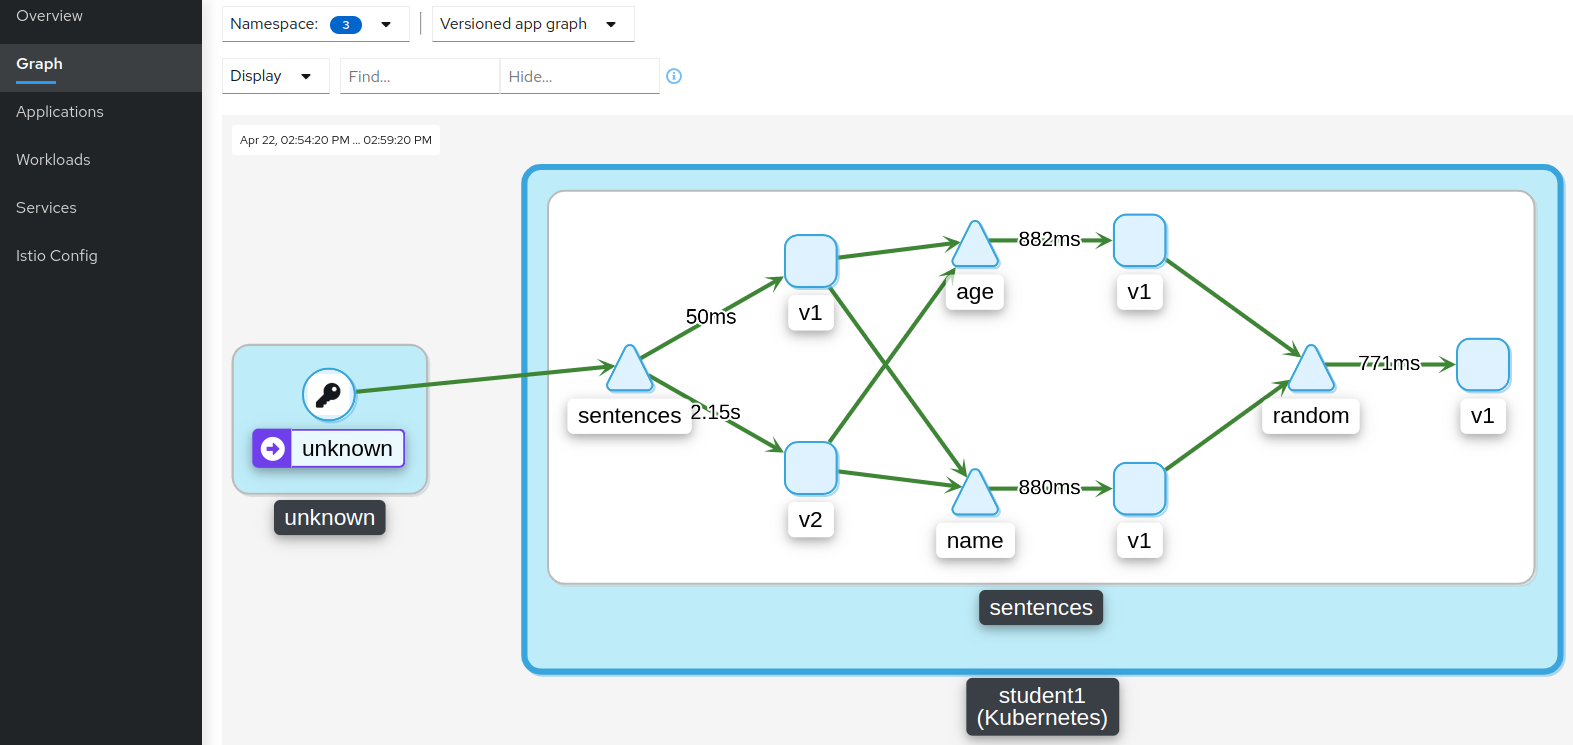 Overview
Graph
Applications
Workloads
Services
Istio Config
Namespace: 3
Versioned app graph
Display
Find...
Hide...
Apr 22, 02:54:20 PM ... 02:59:20 PM
unknown
unknown
sentences
50ms
2.15s
v1
v2
age
name
882ms
880ms
v1
v1
random
771ms
v1
sentences
student1
(Kubernetes)